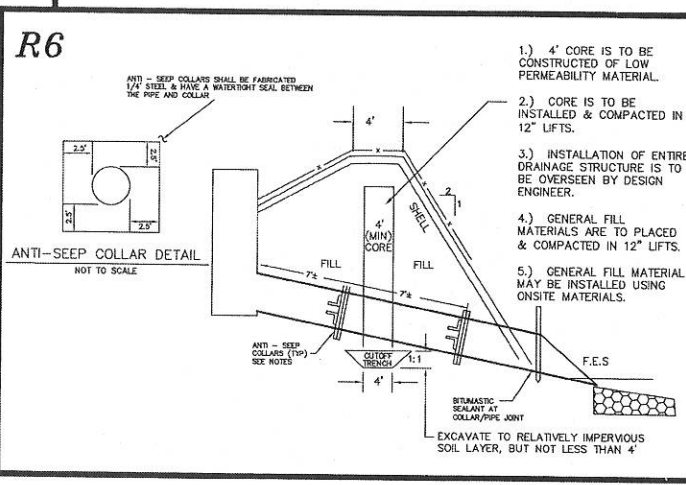 R6
ANTI - SEEP COLLARS SHALL BE FABRICATED
1/4' STEEL & HAVE A WATERTIGHT SEAL BETWEEN
THE PIPE AND COLLAR
2.5'
2.5'
2.5'
2.5'
ANTI-SEEP COLLAR DETAIL
NOT TO SCALE
4'
x
x
x
x
2
1
SHELL
4'
(MIN)
CORE
FILL
FILL
7'±
7'±
ANTI - SEEP
COLLARS (TYP)
SEE NOTES
CUTOFF
TRENCH
1:1
4'
BITUMASTIC
SEALANT AT
COLLAR/PIPE JOINT
F.E.S
EXCAVATE TO RELATIVELY IMPERVIOUS
SOIL LAYER, BUT NOT LESS THAN 4'
1.) 4' CORE IS TO BE
CONSTRUCTED OF LOW
PERMEABILITY MATERIAL.
2.) CORE IS TO BE
INSTALLED & COMPACTED IN
12" LIFTS.
3.) INSTALLATION OF ENTIRE
DRAINAGE STRUCTURE IS TO
BE OVERSEEN BY DESIGN
ENGINEER.
4.) GENERAL FILL
MATERIALS ARE TO PLACED
& COMPACTED IN 12" LIFTS.
5.) GENERAL FILL MATERIAL
MAY BE INSTALLED USING
ONSITE MATERIALS.